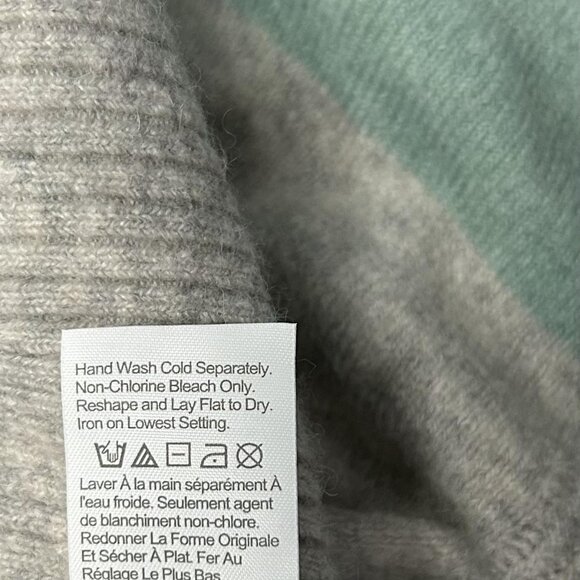 Hand Wash Cold Separately.
Non-Chlorine Bleach Only.
Reshape and Lay Flat to Dry.
Iron on Lowest Setting.
Laver À la main séparément À
l'eau froide. Seulement agent
de blanchiment non-chlore.
Redonner La Forme Originale
Et Sécher À Plat. Fer Au
Réglage Le Plus Bas